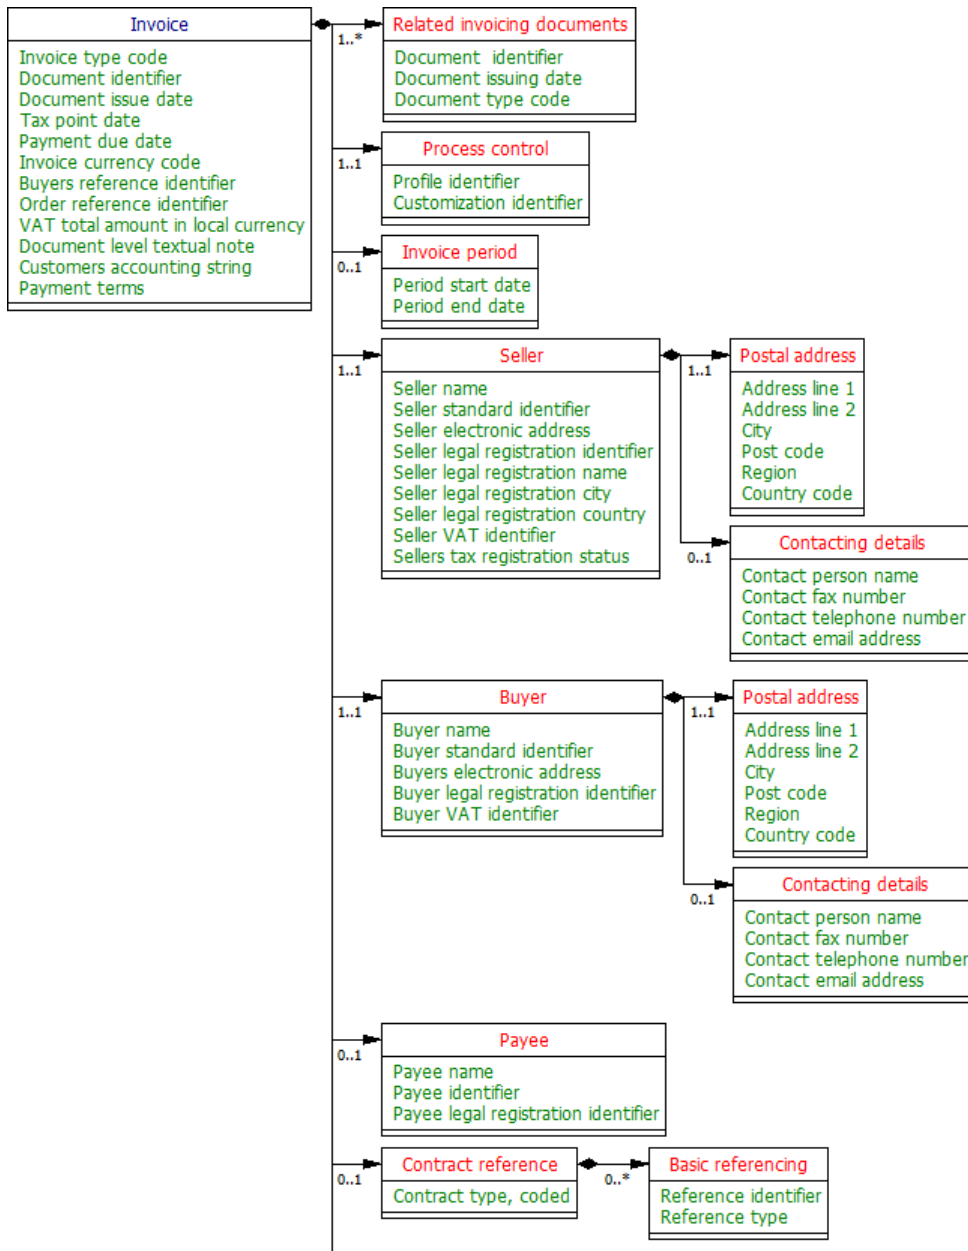 Invoice
Invoice type code
Document identifier
Document issue date
Tax point date
Payment due date
Invoice currency code
Buyers reference identifier
Order reference identifier
VAT total amount in local currency
Document level textual note
Customers accounting string
Payment terms
1..*
Related invoicing documents
Document identifier
Document issuing date
Document type code
1..1
Process control
Profile identifier
Customization identifier
0..1
Invoice period
Period start date
Period end date
1..1
Seller
Seller name
Seller standard identifier
Seller electronic address
Seller legal registration identifier
Seller legal registration name
Seller legal registration city
Seller legal registration country
Seller VAT identifier
Sellers tax registration status
1..1
Postal address
Address line 1
Address line 2
City
Post code
Region
Country code
0..1
Contacting details
Contact person name
Contact fax number
Contact telephone number
Contact email address
1..1
Buyer
Buyer name
Buyer standard identifier
Buyers electronic address
Buyer legal registration identifier
Buyer VAT identifier
1..1
Postal address
Address line 1
Address line 2
City
Post code
Region
Country code
0..1
Contacting details
Contact person name
Contact fax number
Contact telephone number
Contact email address
0..1
Payee
Payee name
Payee identifier
Payee legal registration identifier
0..1
Contract reference
Contract type, coded
0..*
Basic referencing
Reference identifier
Reference type